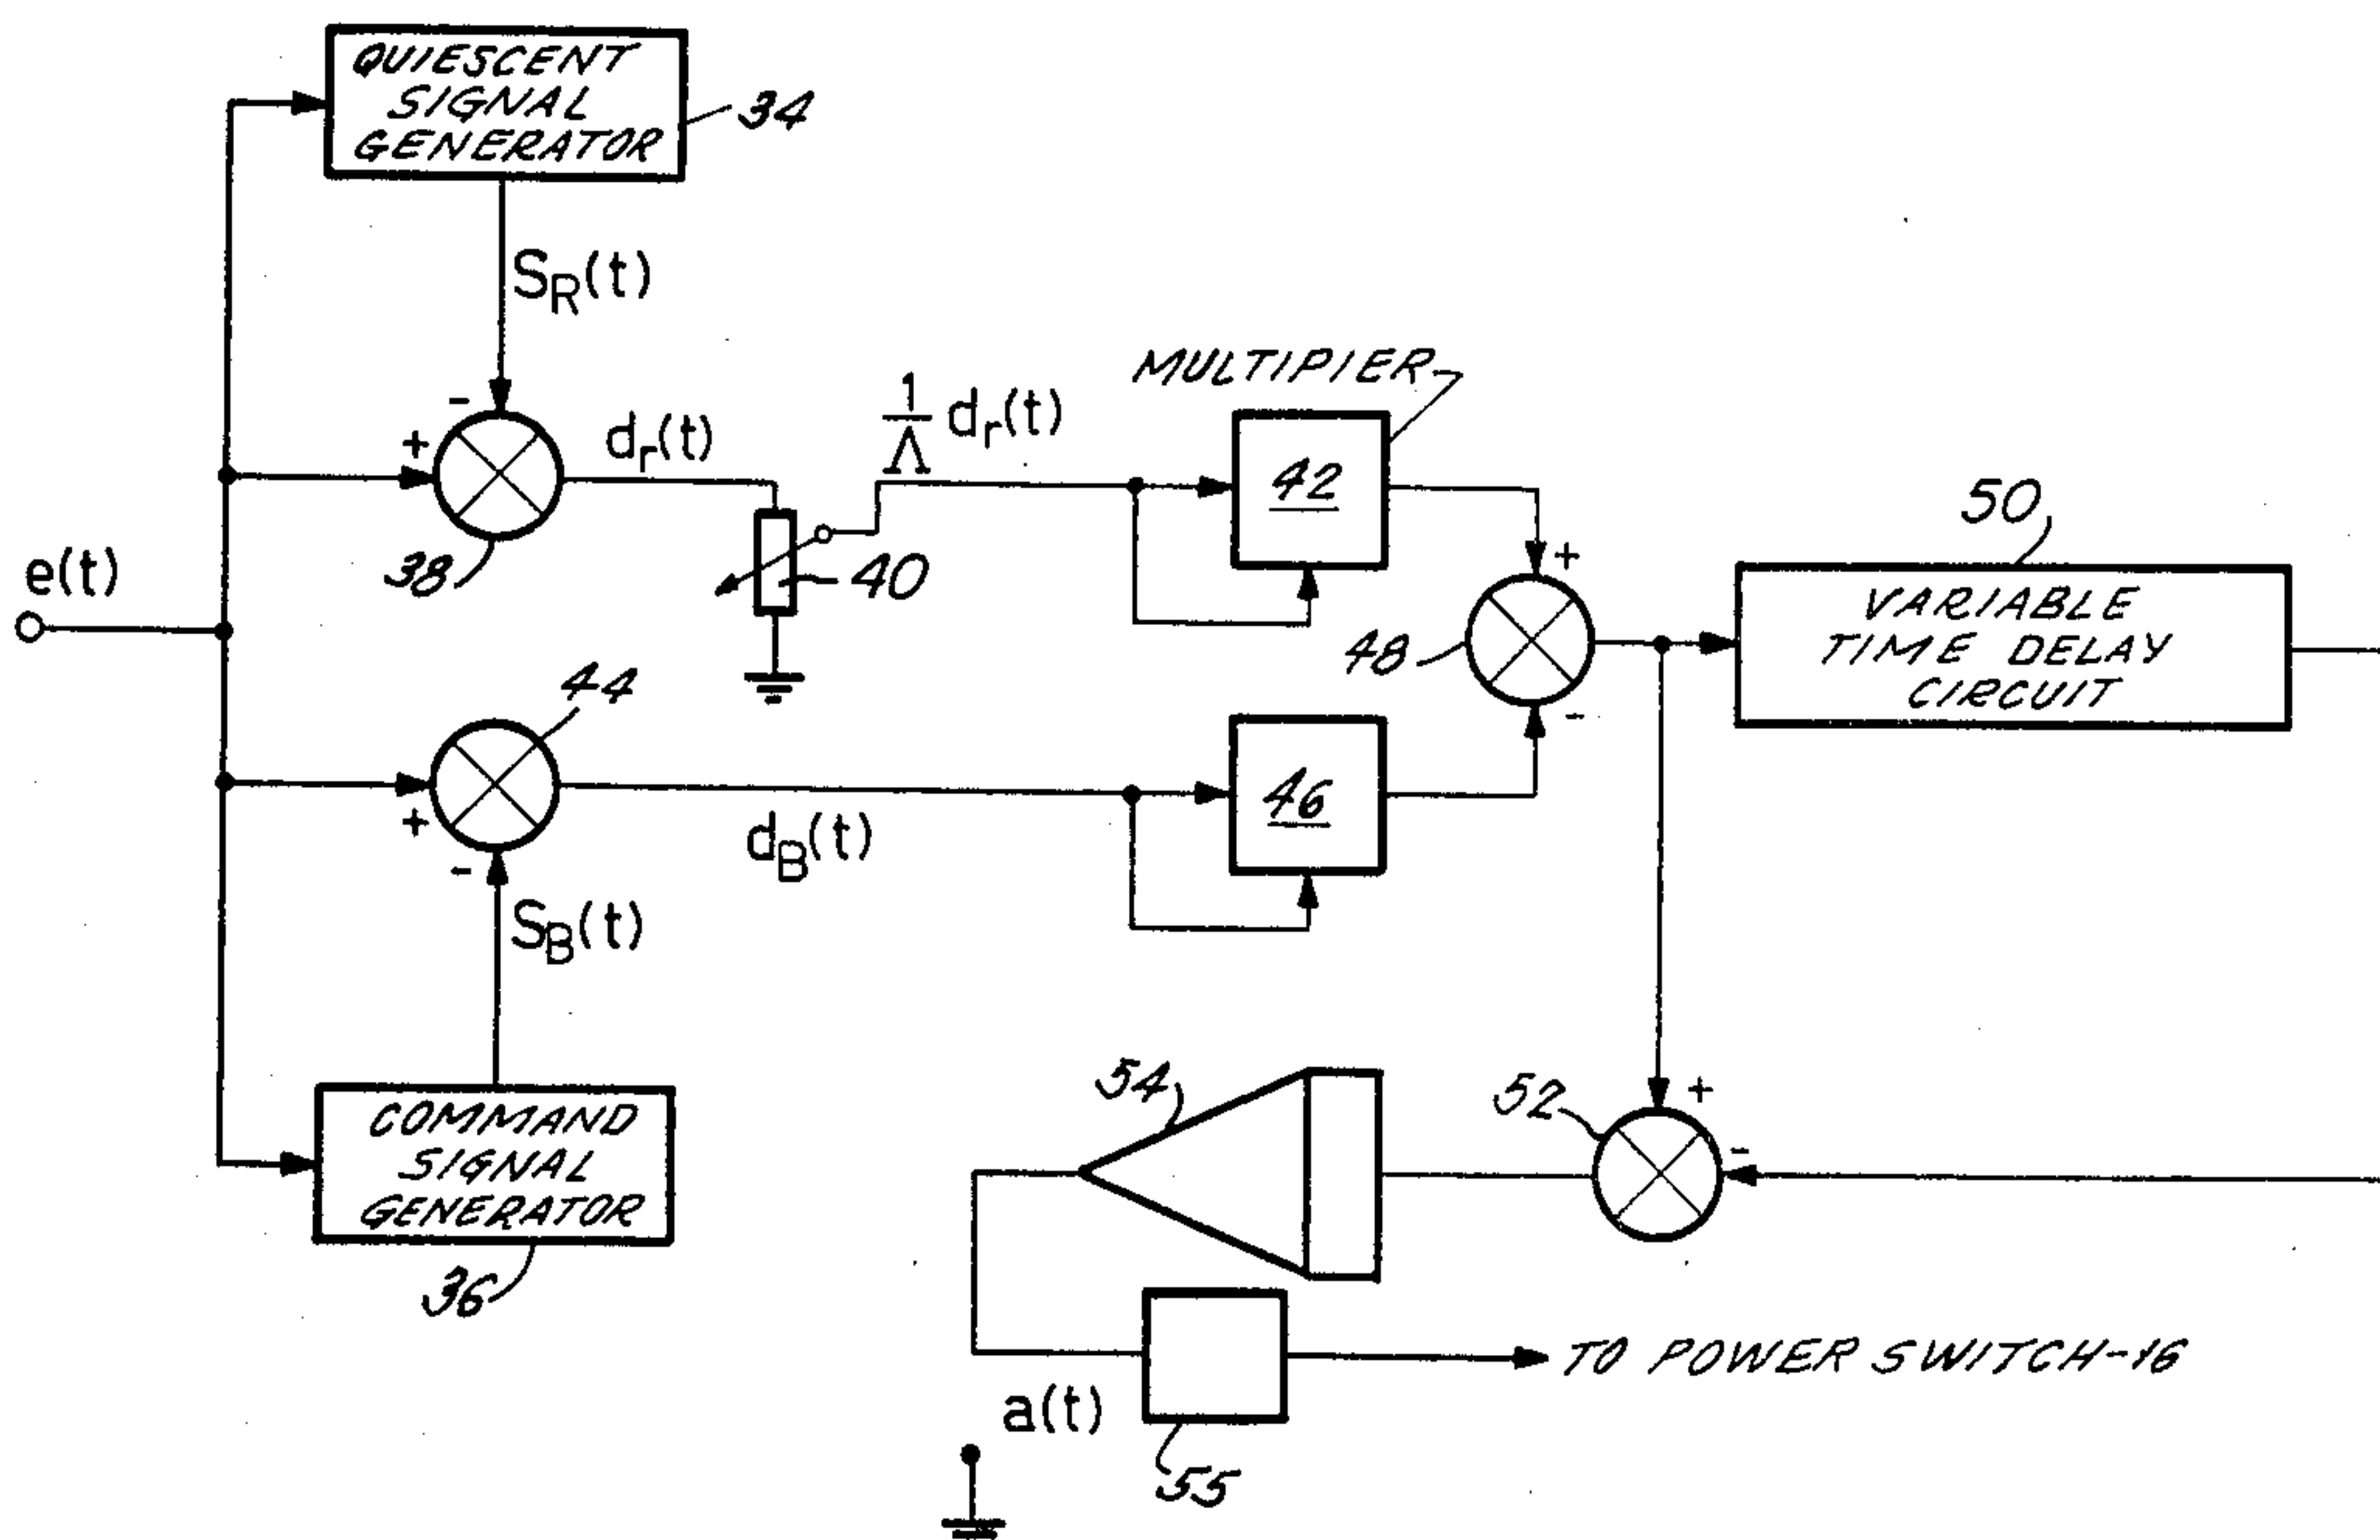 QUIESCENT
SIGNAL
GENERATOR
34
S_R(t)
-
+
38
d_r(t)
1/Λ d_r(t)
40
MULTIPIER
42
+
48
-
50
VARIABLE
TIME DELAY
CIRCUIT
e(t)
44
+
-
d_B(t)
46
S_B(t)
COMMAND
SIGNAL
GENERATOR
36
54
52
+
-
a(t)
55
TO POWER SWITCH-16